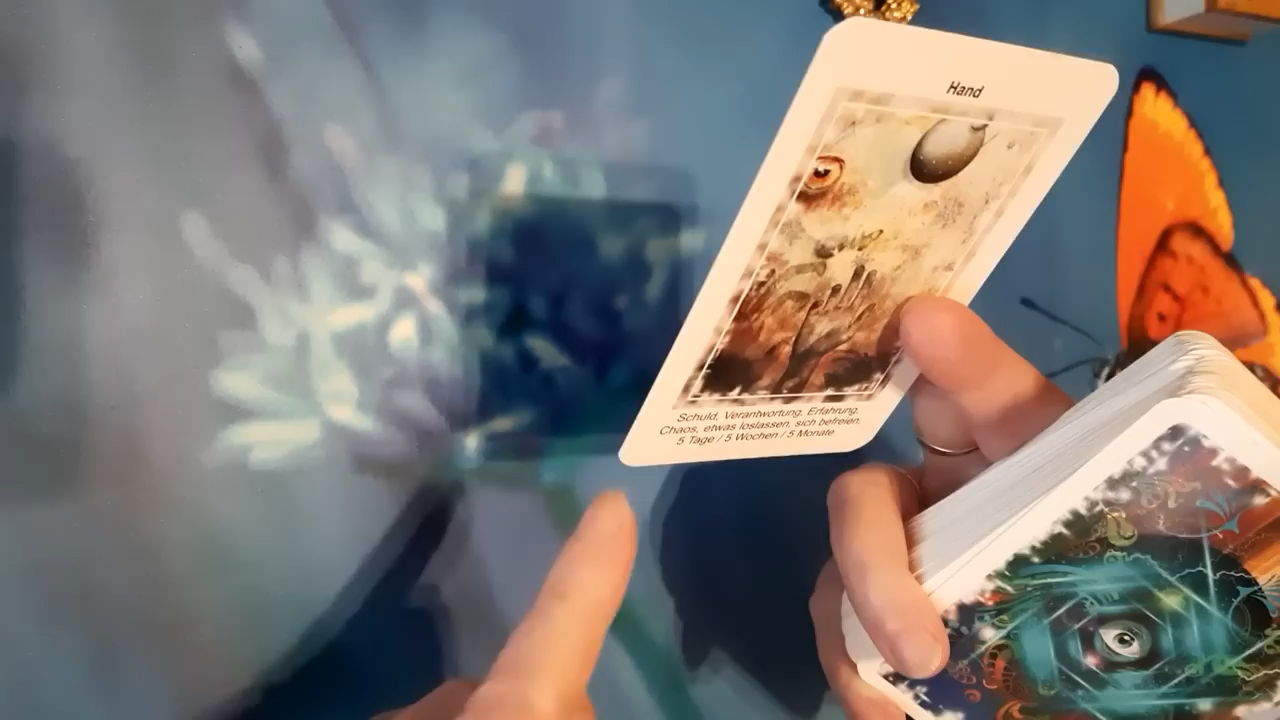 Hand
Schuld, Verantwortung, Erfahrung,
Chaos, etwas loslassen, sich befreien.
5 Tage / 5 Wochen / 5 Monate